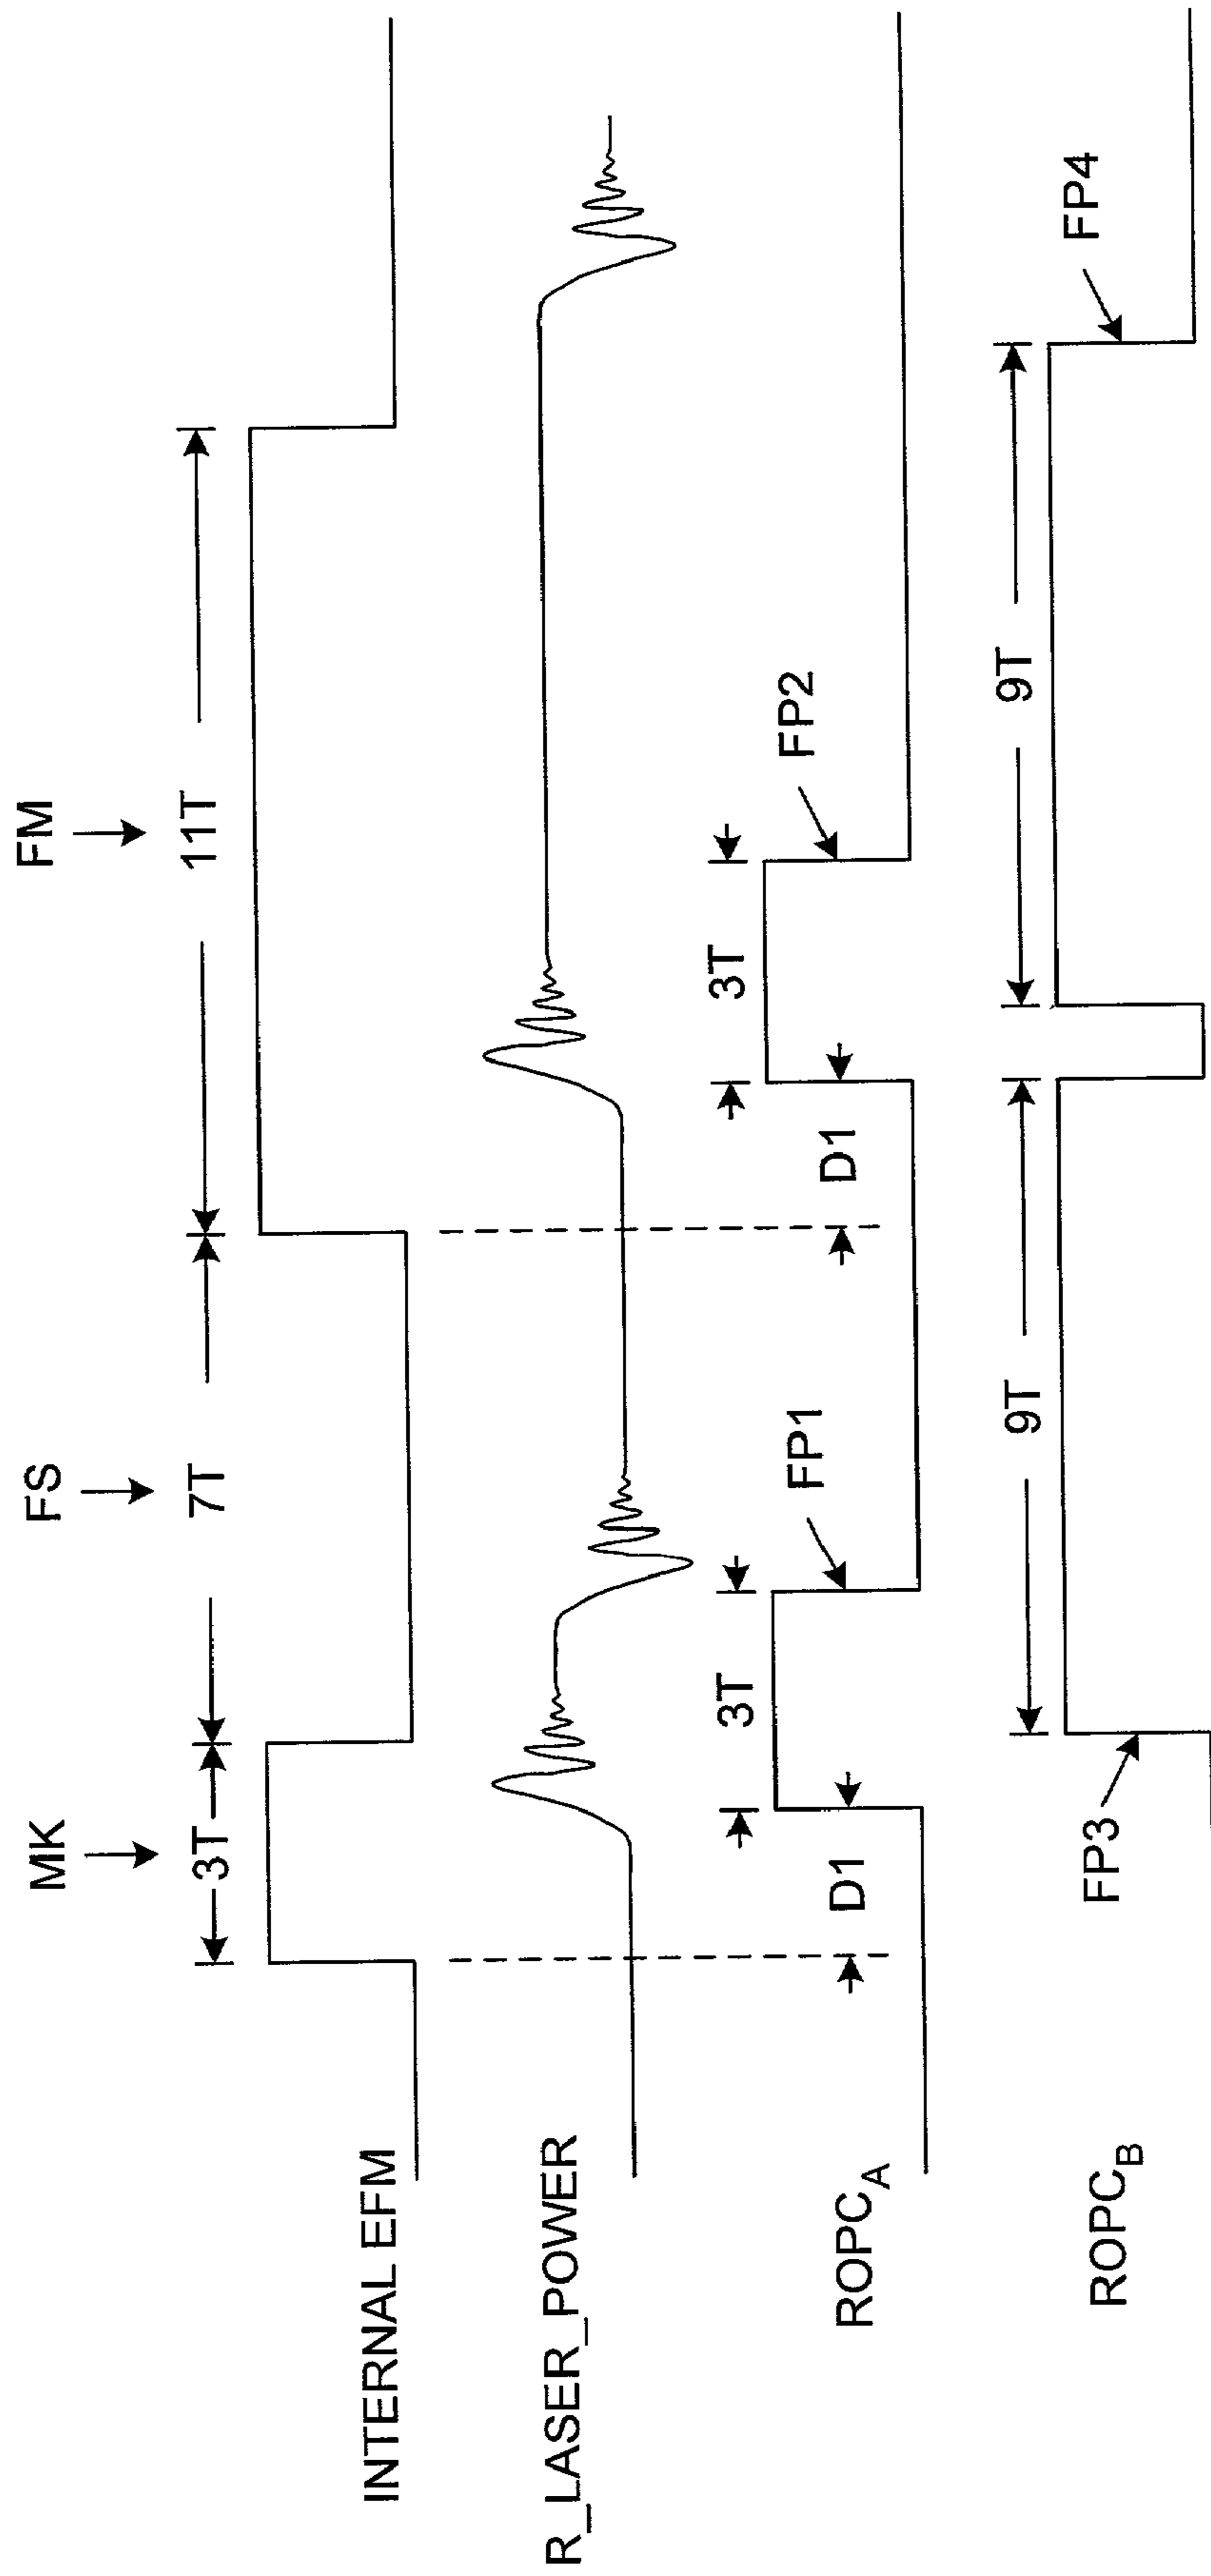 MK FS FM
3T 7T 11T
INTERNAL EFM
R_LASER_POWER
3T 3T
D1 FP1 D1 FP2
ROPCA
9T 9T
FP3 FP4
ROPCB